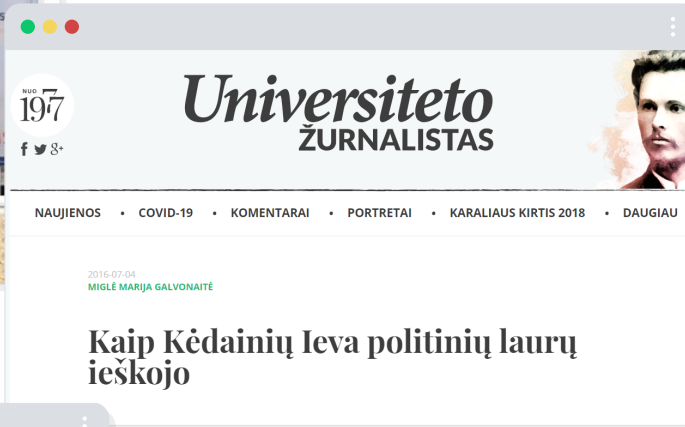 NUO
1977
Universiteto
ŽURNALISTAS
NAUJIENOS • COVID-19 • KOMENTARAI • PORTRETAI • KARALIAUS KIRTIS 2018 • DAUGIAU
2016-07-04
MIGLĖ MARIJA GALVONAITĖ
Kaip Kėdainių Ieva politinių laurų
ieškojo